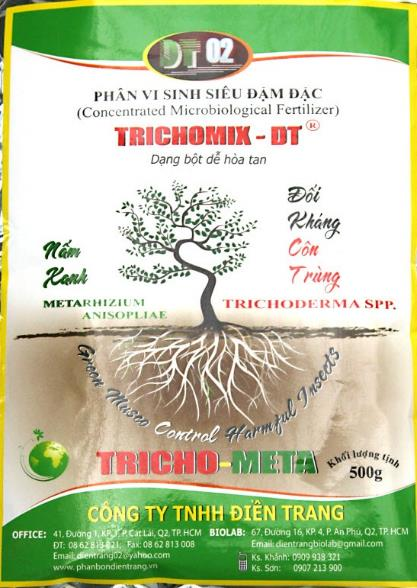 DT 02
PHÂN VI SINH SIÊU ĐẬM ĐẶC
(Concentrated Microbiological Fertilizer)
TRICHOMIX - DT®
Dạng bột dễ hòa tan
Nấm
Xanh
METARHIZIUM
ANISOPLIAE
Đối
Kháng
Côn
Trùng
TRICHODERMA SPP.
Green Musco Control Harmful Insects
TRICHO-META
Khối lượng tịnh
500g
CÔNG TY TNHH ĐIỀN TRANG
OFFICE: 41, Đường 1, KP. 1, P. Cát Lái, Q2, TP. HCM
ĐT: 08 62 813 021, Fax: 08 62 813 008
Email: dientrang02@yahoo.com
www.phanbondientrang.vn
BIOLAB: 67, Đường 16, KP. 4, P. An Phú, Q2, TP. HCM
Email: dientrangbiolab@gmail.com
Ks. Khánh: 0909 938 321
Ks. Sơn: 0907 213 900